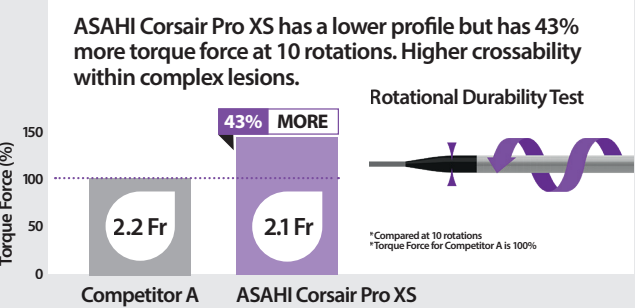 ASAHI Corsair Pro XS has a lower profile but has 43%
more torque force at 10 rotations. Higher crossability
within complex lesions.
Rotational Durability Test
43% MORE
Torque Force (%)
150
100
50
0
2.2 Fr
2.1 Fr
*Compared at 10 rotations
*Torque Force for Competitor A is 100%
Competitor A
ASAHI Corsair Pro XS